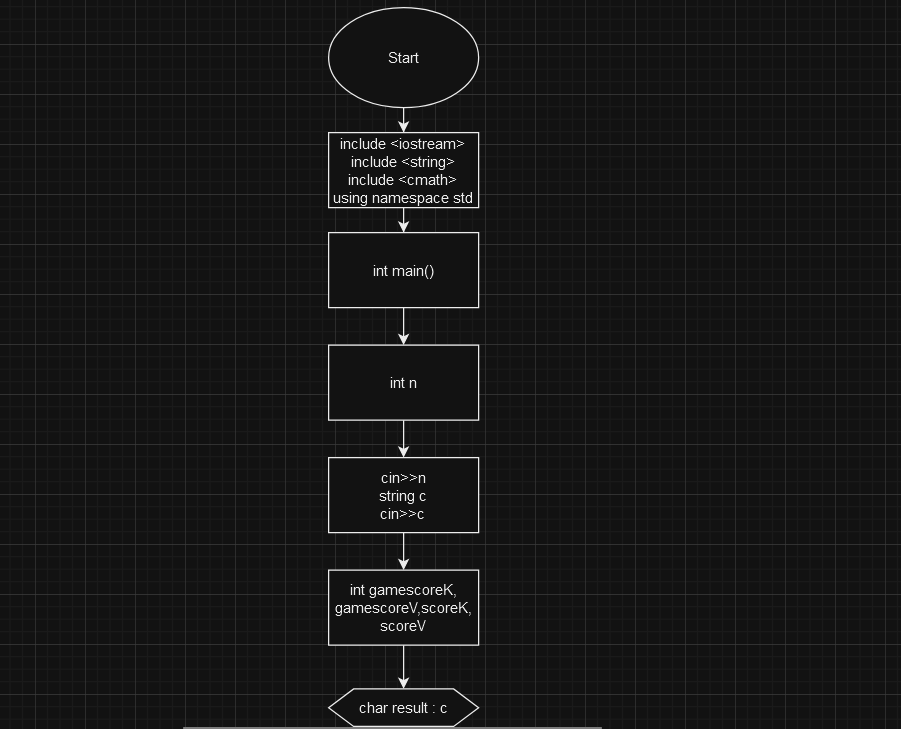 Start
include <iostream>
include <string>
include <cmath>
using namespace std
int main()
int n
cin>>n
string c
cin>>c
int gamescoreK,
gamescoreV,scoreK,
scoreV
char result : c